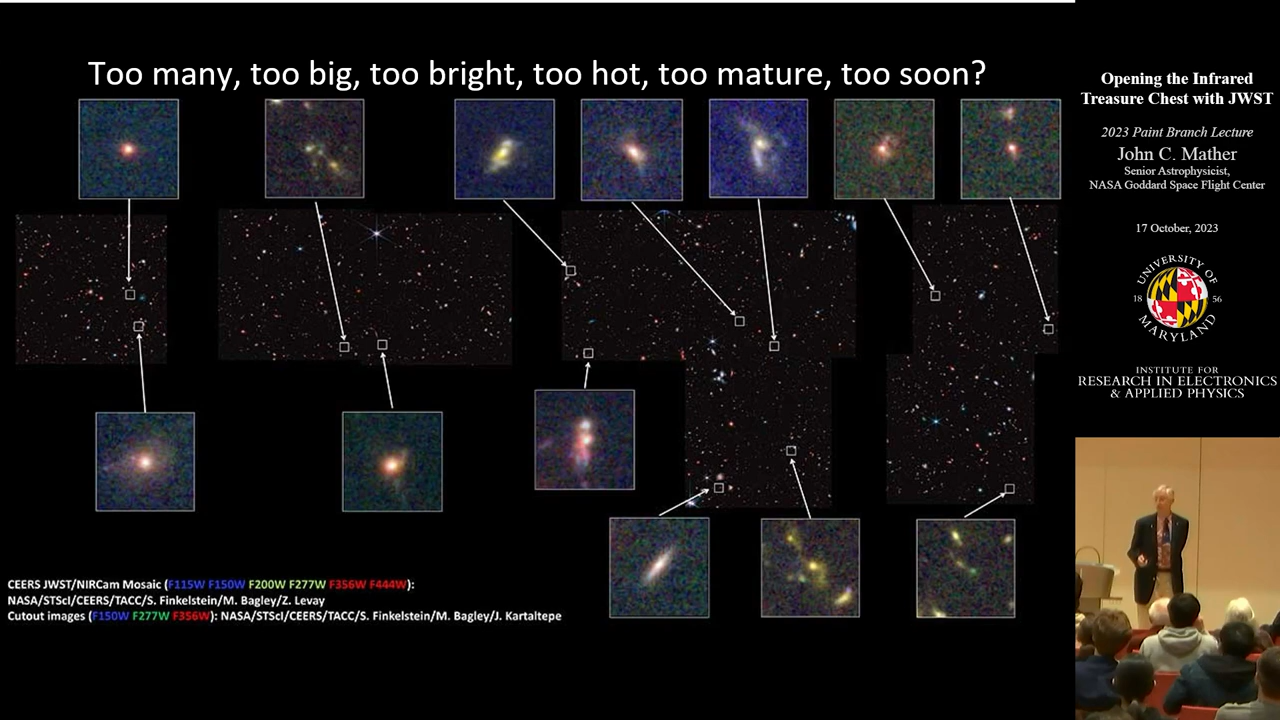 Too many, too big, too bright, too hot, too mature, too soon?
CEERS JWST/NIRCam Mosaic (F115W F150W F200W F277W F356W F444W):
NASA/STScI/CEERS/TACC/S. Finkelstein/M. Bagley/Z. Levay
Cutout images (F150W F277W F356W): NASA/STScI/CEERS/TACC/S. Finkelstein/M. Bagley/J. Kartaltepe
Opening the Infrared
Treasure Chest with JWST
2023 Paint Branch Lecture
John C. Mather
Senior Astrophysicist,
NASA Goddard Space Flight Center
17 October, 2023
UNIVERSITY OF
18 56
MARYLAND
INSTITUTE FOR
RESEARCH IN ELECTRONICS
& APPLIED PHYSICS